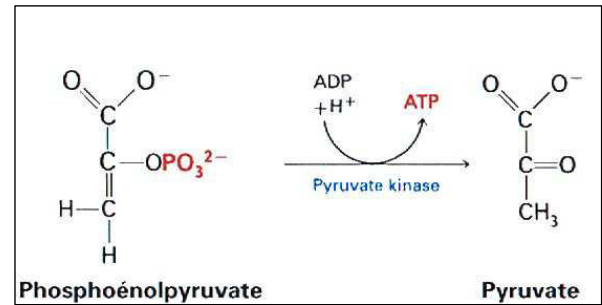 O O⁻
C
C—OPO₃²⁻
H—C
H
Phosphoénolpyruvate
ADP
+H⁺
ATP
Pyruvate kinase
O O⁻
C
C=O
CH₃
Pyruvate